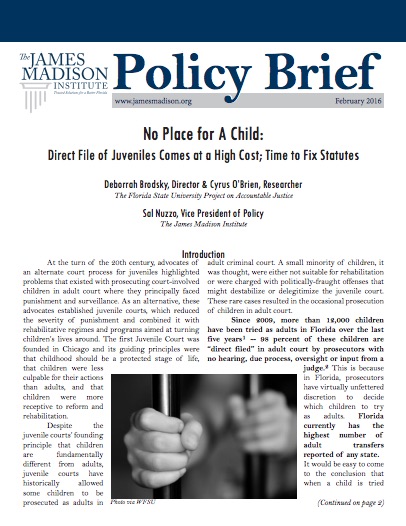 The JAMES
MADISON
INSTITUTE
Policy Brief
www.jamesmadison.org
February 2016
No Place for A Child:
Direct File of Juveniles Comes at a High Cost; Time to Fix Statutes
Deborrah Brodsky, Director & Cyrus O'Brien, Researcher
The Florida State University Project on Accountable Justice
Sal Nuzzo, Vice President of Policy
The James Madison Institute
Introduction
At the turn of the 20th century, advocates of
an alternate court process for juveniles highlighted
problems that existed with prosecuting court-involved
children in adult court where they principally faced
punishment and surveillance. As an alternative, these
advocates established juvenile courts, which reduced
the severity of punishment and combined it with
rehabilitative regimes and programs aimed at turning
children's lives around. The first Juvenile Court was
founded in Chicago and its guiding principles were
that childhood should be a protected stage of life,
that children were less
culpable for their actions
than adults, and that
children were more
receptive to reform and
rehabilitation.
Despite the
juvenile courts' founding
principle that children
are fundamentally
different from adults,
juvenile courts have
historically allowed
some children to be
prosecuted as adults in
adult criminal court. A small minority of children, it
was thought, were either not suitable for rehabilitation
or were charged with politically-fraught offenses that
might destabilize or delegitimize the juvenile court.
These rare cases resulted in the occasional prosecution
of children in adult court.
Since 2009, more than 12,000 children
have been tried as adults in Florida over the last
five years¹ — 98 percent of these children are
"direct filed" in adult court by prosecutors with
no hearing, due process, oversight or input from a
judge.² This is because
in Florida, prosecutors
have virtually unfettered
discretion to decide
which children to try
as adults. Florida
currently has the
highest number of
adult transfers
reported of any state.
It would be easy to come
to the conclusion that
when a child is tried
Photo via WFSU
(Continued on page 2)